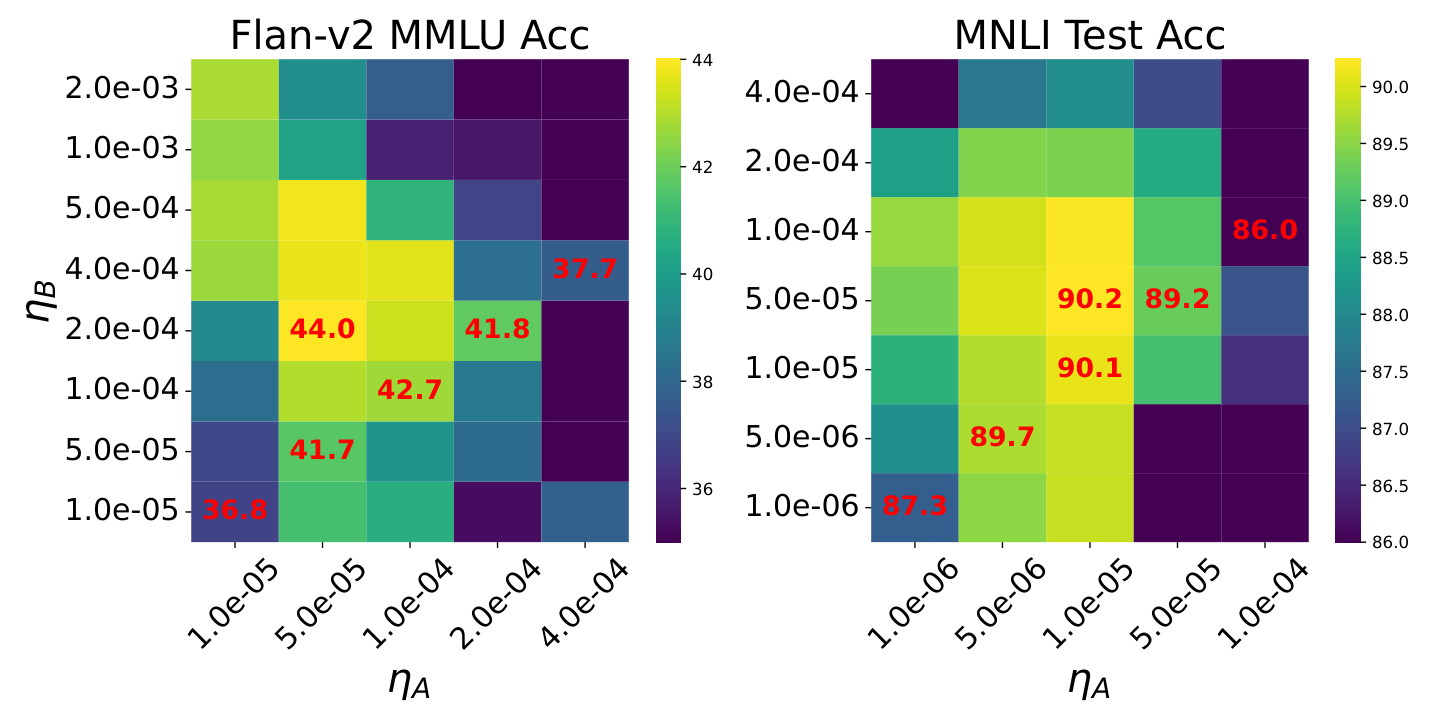 Flan-v2 MMLU Acc
2.0e-03
1.0e-03
5.0e-04
4.0e-04
2.0e-04
1.0e-04
5.0e-05
1.0e-05
η_B
37.7
44.0
41.8
42.7
41.7
36.8
1.0e-05
5.0e-05
1.0e-04
2.0e-04
4.0e-04
η_A
44
42
40
38
36
MNLI Test Acc
4.0e-04
2.0e-04
1.0e-04
5.0e-05
1.0e-05
5.0e-06
1.0e-06
86.0
90.2 89.2
90.1
89.7
87.3
1.0e-06
5.0e-06
1.0e-05
5.0e-05
1.0e-04
η_A
90.0
89.5
89.0
88.5
88.0
87.5
87.0
86.5
86.0